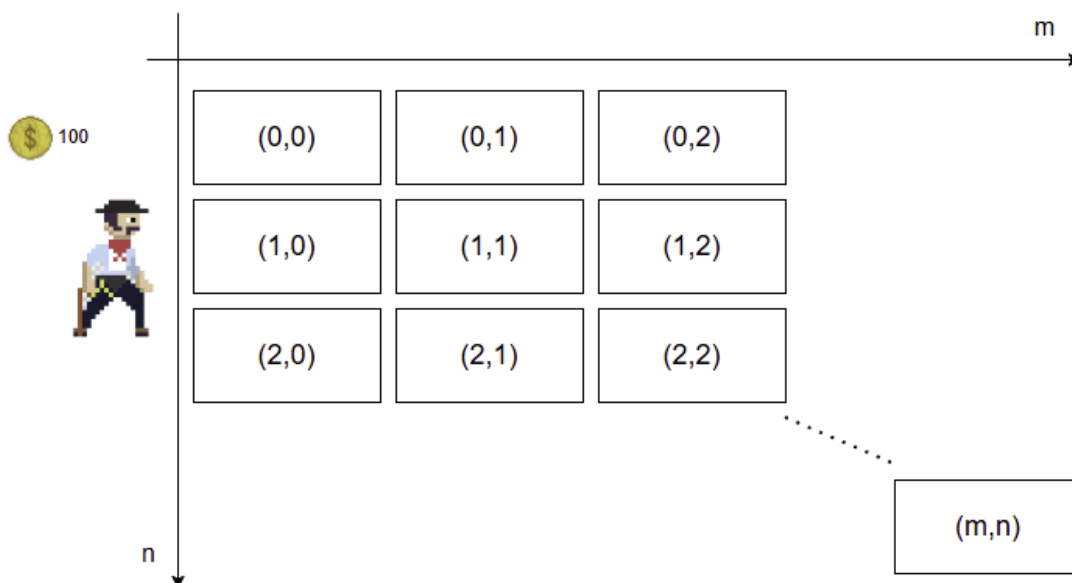 m
$ 100
(0,0) (0,1) (0,2)
(1,0) (1,1) (1,2)
(2,0) (2,1) (2,2)
(m,n)
n